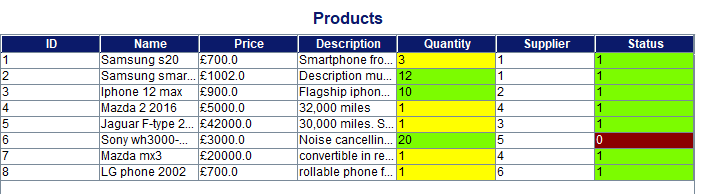 Products
ID Name Price Description Quantity Supplier Status
1 Samsung s20 £700.0 Smartphone fro... 3 1 1
2 Samsung smar... £1002.0 Description mu... 12 1 1
3 Iphone 12 max £900.0 Flagship iphon... 10 2 1
4 Mazda 2 2016 £5000.0 32,000 miles 1 4 1
5 Jaguar F-type 2... £42000.0 30,000 miles. S... 1 3 1
6 Sony wh3000-... £3000.0 Noise cancellin... 20 5 0
7 Mazda mx3 £20000.0 convertible in re... 1 4 1
8 LG phone 2002 £700.0 rollable phone f... 1 6 1